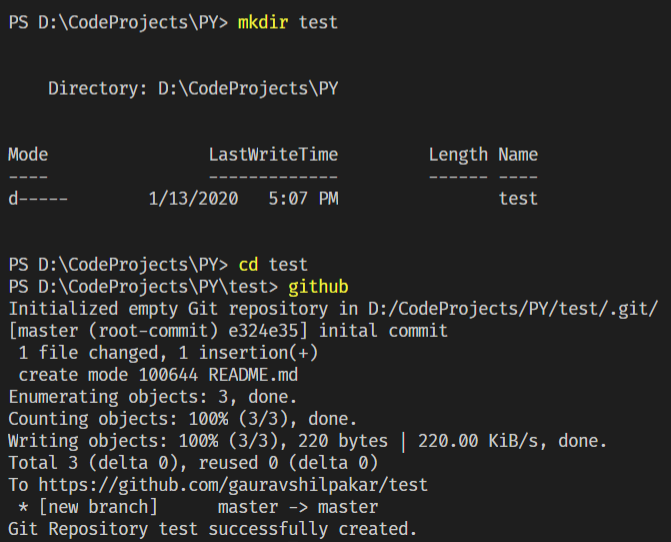 PS D:\CodeProjects\PY> mkdir test
Directory: D:\CodeProjects\PY
Mode                LastWriteTime         Length Name
----                -------------         ------ ----
d-----        1/13/2020   5:07 PM                test
PS D:\CodeProjects\PY> cd test
PS D:\CodeProjects\PY\test> github
Initialized empty Git repository in D:/CodeProjects/PY/test/.git/
[master (root-commit) e324e35] inital commit
 1 file changed, 1 insertion(+)
 create mode 100644 README.md
Enumerating objects: 3, done.
Counting objects: 100% (3/3), done.
Writing objects: 100% (3/3), 220 bytes | 220.00 KiB/s, done.
Total 3 (delta 0), reused 0 (delta 0)
To https://github.com/gauravshilpakar/test
 * [new branch]      master -> master
Git Repository test successfully created.